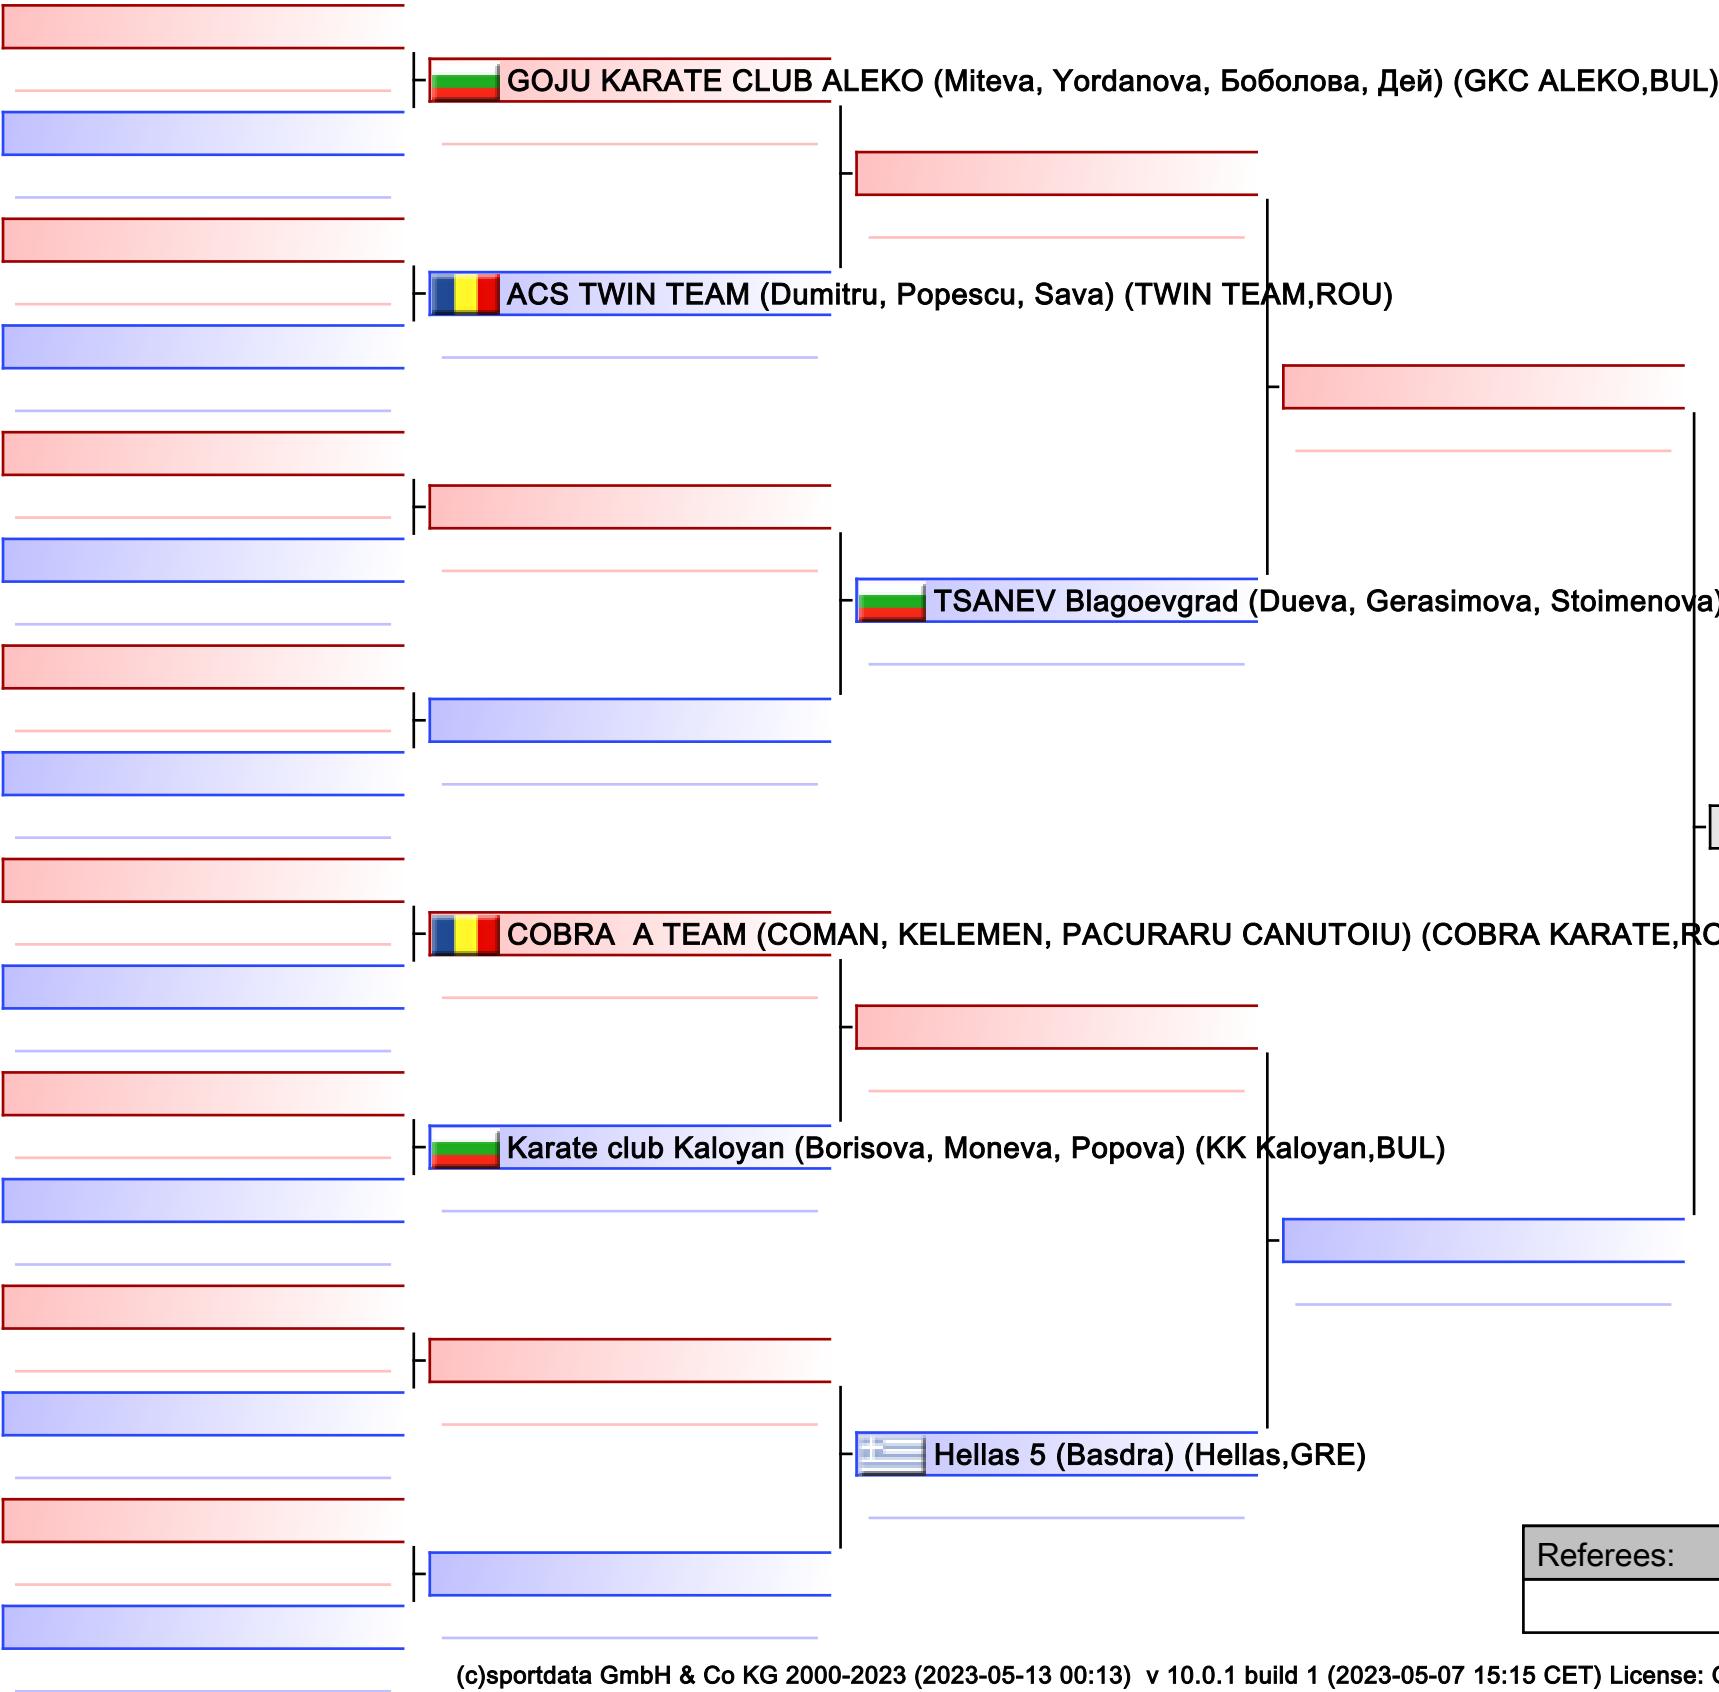 GOJU KARATE CLUB ALEKO (Miteva, Yordanova, Боболова, Дей) (GKC ALEKO,BUL)
ACS TWIN TEAM (Dumitru, Popescu, Sava) (TWIN TEAM,ROU)
TSANEV Blagoevgrad (Dueva, Gerasimova, Stoimenova)
COBRA  A TEAM (COMAN, KELEMEN, PACURARU CANUTOIU) (COBRA KARATE,RO
Karate club Kaloyan (Borisova, Moneva, Popova) (KK Kaloyan,BUL)
Hellas 5 (Basdra) (Hellas,GRE)
Referees:
(c)sportdata GmbH & Co KG 2000-2023 (2023-05-13 00:13)  v 10.0.1 build 1 (2023-05-07 15:15 CET) License: